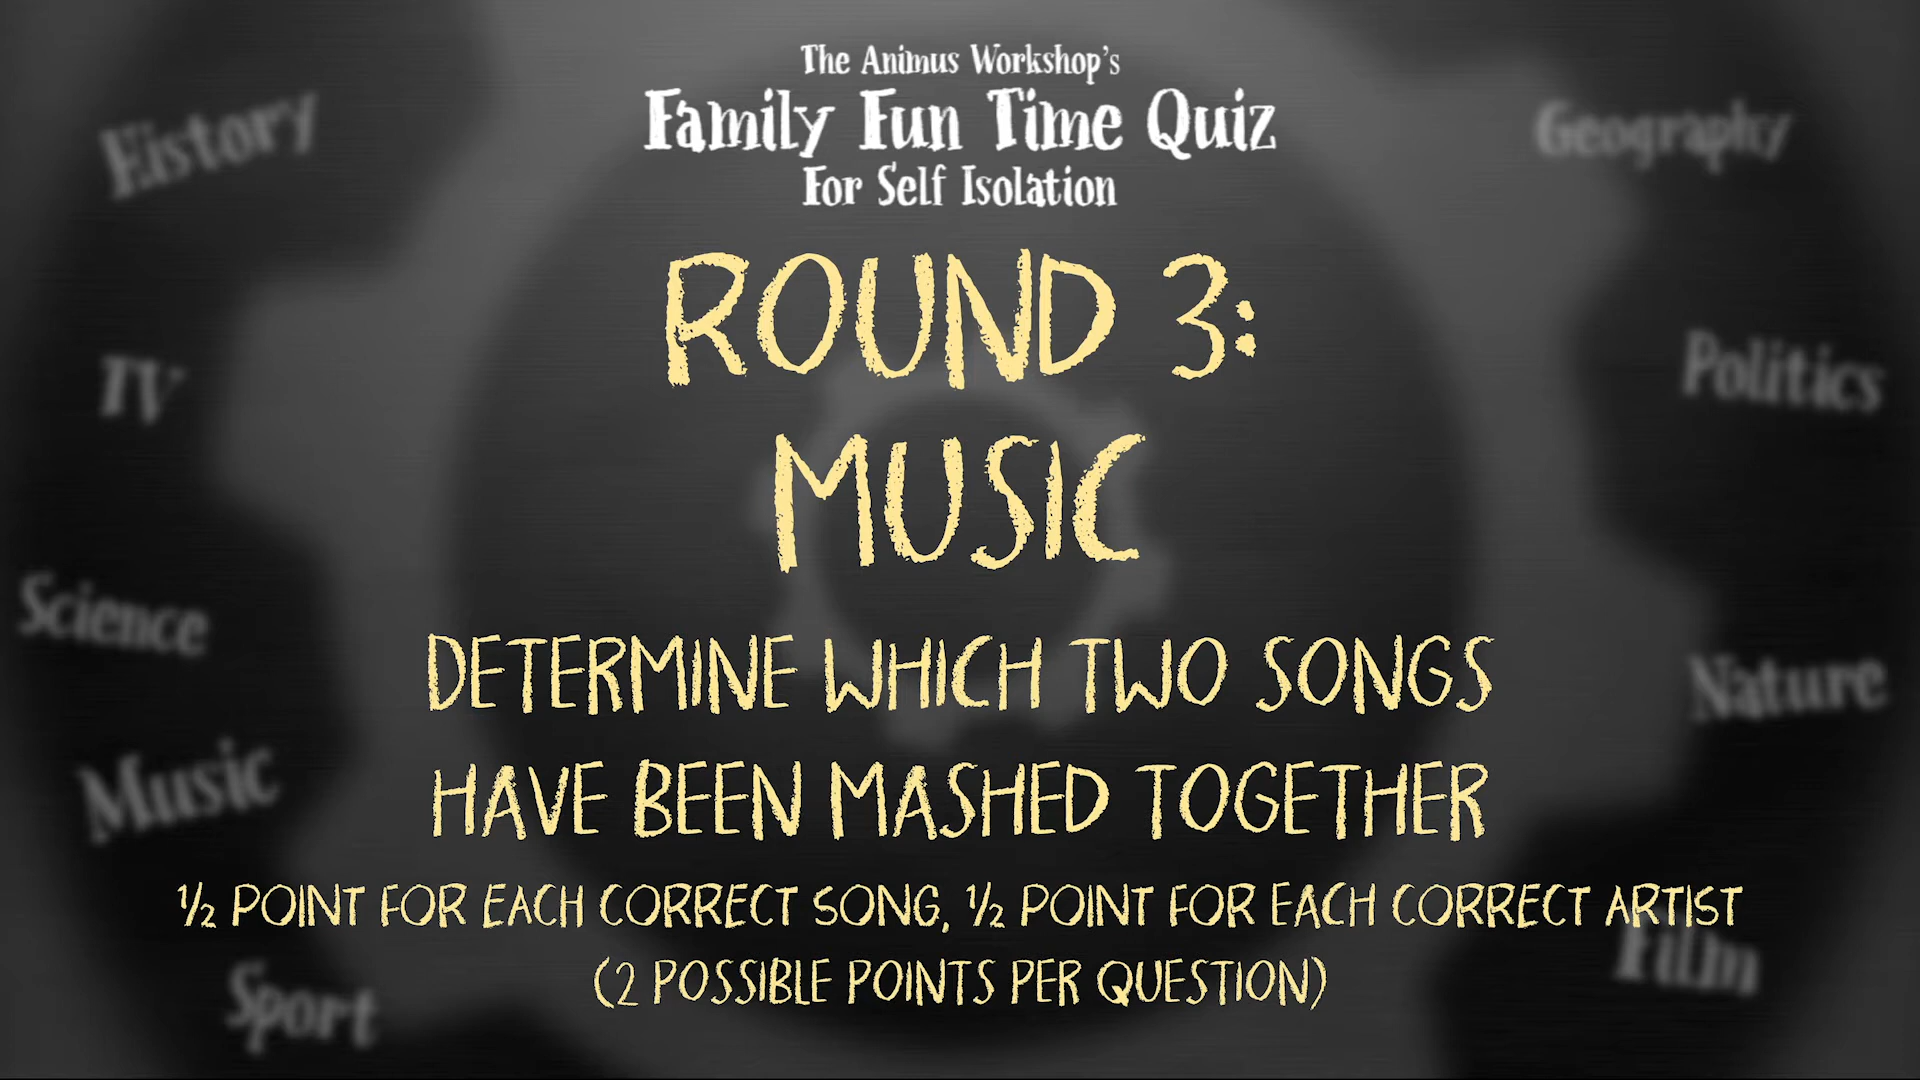 The Animus Workshop's
Family Fun Time Quiz
For Self Isolation
ROUND 3:
MUSIC
DETERMINE WHICH TWO SONGS
HAVE BEEN MASHED TOGETHER
½ POINT FOR EACH CORRECT SONG, ½ POINT FOR EACH CORRECT ARTIST
(2 POSSIBLE POINTS PER QUESTION)
History
TV
Science
Music
Sport
Geography
Politics
Nature
Film